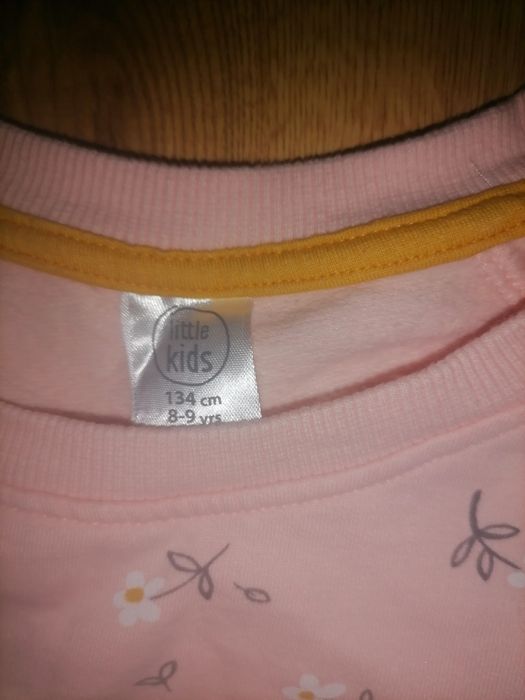 little
kids
134 cm
8-9 yrs